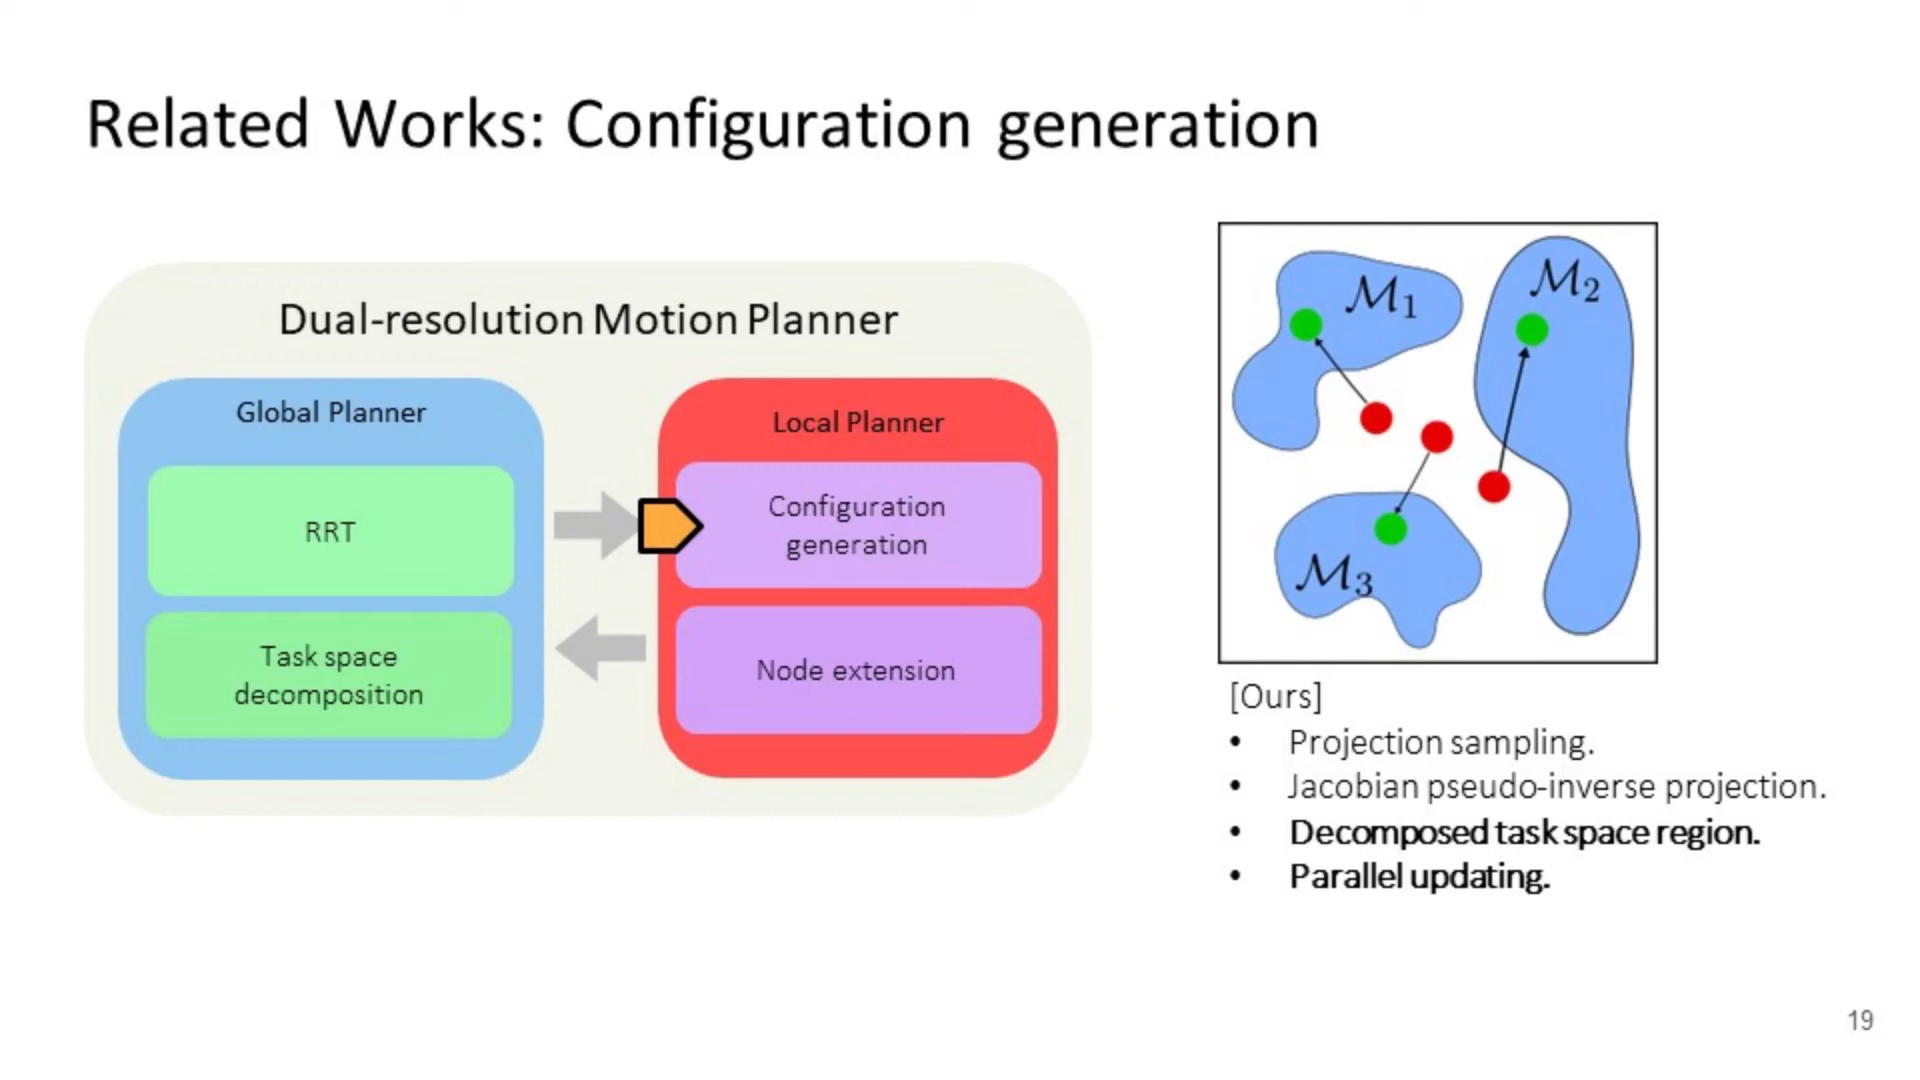 Related Works: Configuration generation
Dual-resolution Motion Planner
Global Planner
RRT
Task space
decomposition
Local Planner
Configuration
generation
Node extension
ℳ1
ℳ2
ℳ3
[Ours]
• Projection sampling.
• Jacobian pseudo-inverse projection.
• Decomposed task space region.
• Parallel updating.
19